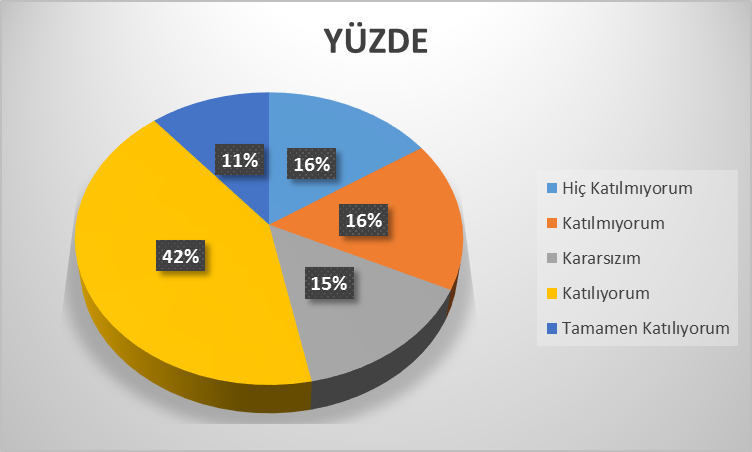 YÜZDE
11%
16%
16%
15%
42%
Hiç Katılmıyorum
Katılmıyorum
Kararsızım
Katılıyorum
Tamamen Katılıyorum